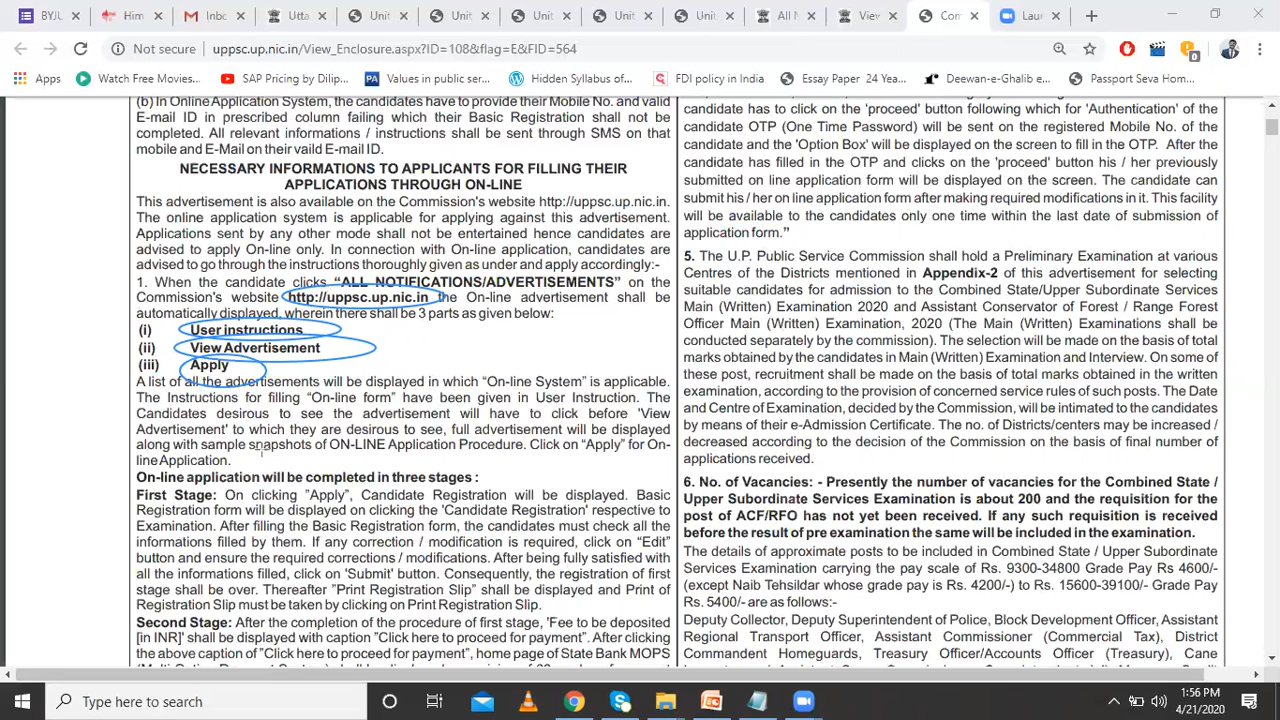 BYJU
Him
Inbo
Utta
Unit
Unit
Unit
Unit
Univ
All N
View
Com
Laun
Not secure
uppsc.up.nic.in/View_Enclosure.aspx?ID=108&flag=E&FID=564
0
Apps
Watch Free Movies...
SAP Pricing by Dilip...
Values in public ser...
Hidden Syllabus of...
FDI policy in India
Essay Paper 24 Year...
Deewan-e-Ghalib e...
Passport Seva Hom...
(b) In Online Application System, the candidates have to provide their Mobile No. and valid
E-mail ID in prescribed column failing which their Basic Registration shall not be
completed. All relevant informations / instructions shall be sent through SMS on that
mobile and E-Mail on their vaild E-mail ID.
NECESSARY INFORMATIONS TO APPLICANTS FOR FILLING THEIR
APPLICATIONS THROUGH ON-LINE
This advertisement is also available on the Commission's website http://uppsc.up.nic.in.
The online application system is applicable for applying against this advertisement.
Applications sent by any other mode shall not be entertained hence candidates are
advised to apply On-line only. In connection with On-line application, candidates are
advised to go through the instructions thoroughly given as under and apply accordingly:-
1. When the candidate clicks "ALL NOTIFICATIONS/ADVERTISEMENTS" on the
Commission's website http://uppsc.up.nic.in the On-line advertisement shall be
automatically displayed, wherein there shall be 3 parts as given below:
(i) User instructions
(ii) View Advertisement
(iii) Apply
A list of all the advertisements will be displayed in which "On-line System" is applicable.
The Instructions for filling "On-line form" have been given in User Instruction. The
Candidates desirous to see the advertisement will have to click before 'View
Advertisement' to which they are desirous to see, full advertisement will be displayed
along with sample snapshots of ON-LINE Application Procedure. Click on "Apply" for On-
line Application.
On-line application will be completed in three stages :
First Stage: On clicking "Apply", Candidate Registration will be displayed. Basic
Registration form will be displayed on clicking the 'Candidate Registration' respective to
Examination. After filling the Basic Registration form, the candidates must check all the
informations filled by them. If any correction / modification is required, click on "Edit"
button and ensure the required corrections / modifications. After being fully satisfied with
all the informations filled, click on 'Submit' button. Consequently, the registration of first
stage shall be over. Thereafter "Print Registration Slip" shall be displayed and Print of
Registration Slip must be taken by clicking on Print Registration Slip.
Second Stage: After the completion of the procedure of first stage, 'Fee to be deposited
[in INR]' shall be displayed with caption "Click here to proceed for payment". After clicking
the above caption of "Click here to proceed for payment", home page of State Bank MOPS
candidate has to click on the 'proceed' button following which for 'Authentication' of the
candidate OTP (One Time Password) will be sent on the registered Mobile No. of the
candidate and the 'Option Box' will be displayed on the screen to fill in the OTP. After the
candidate has filled in the OTP and clicks on the 'proceed' button his / her previously
submitted on line application form will be displayed on the screen. The candidate can
submit his / her on line application form after making required modifications in it. This facility
will be available to the candidates only one time within the last date of submission of
application form."
5. The U.P. Public Service Commission shall hold a Preliminary Examination at various
Centres of the Districts mentioned in Appendix-2 of this advertisement for selecting
suitable candidates for admission to the Combined State/Upper Subordinate Services
Main (Written) Examination 2020 and Assistant Conservator of Forest / Range Forest
Officer Main (Written) Examination, 2020 (The Main (Written) Examinations shall be
conducted separately by the commission). The selection will be made on the basis of total
marks obtained by the candidates in Main (Written) Examination and Interview. On some of
these post, recruitment shall be made on the basis of total marks obtained in the written
examination, according to the provision of concerned service rules of such posts. The Date
and Centre of Examination, decided by the Commission, will be intimated to the candidates
by means of their e-Admission Certificate. The no. of Districts/centers may be increased /
decreased according to the decision of the Commission on the basis of final number of
applications received.
6. No. of Vacancies: - Presently the number of vacancies for the Combined State /
Upper Subordinate Services Examination is about 200 and the requisition for the
post of ACF/RFO has not yet been received. If any such requisition is received
before the result of pre examination the same will be included in the examination.
The details of approximate posts to be included in Combined State / Upper Subordinate
Services Examination carrying the pay scale of Rs. 9300-34800 Grade Pay Rs 4600/-
(except Naib Tehsildar whose grade pay is Rs. 4200/-) to Rs. 15600-39100/- Grade Pay
Rs. 5400/- are as follows:-
Deputy Collector, Deputy Superintendent of Police, Block Development Officer, Assistant
Regional Transport Officer, Assistant Commissioner (Commercial Tax), District
Commandent Homeguards, Treasury Officer/Accounts Officer (Treasury), Cane
Type here to search
1:56 PM
4/21/2020